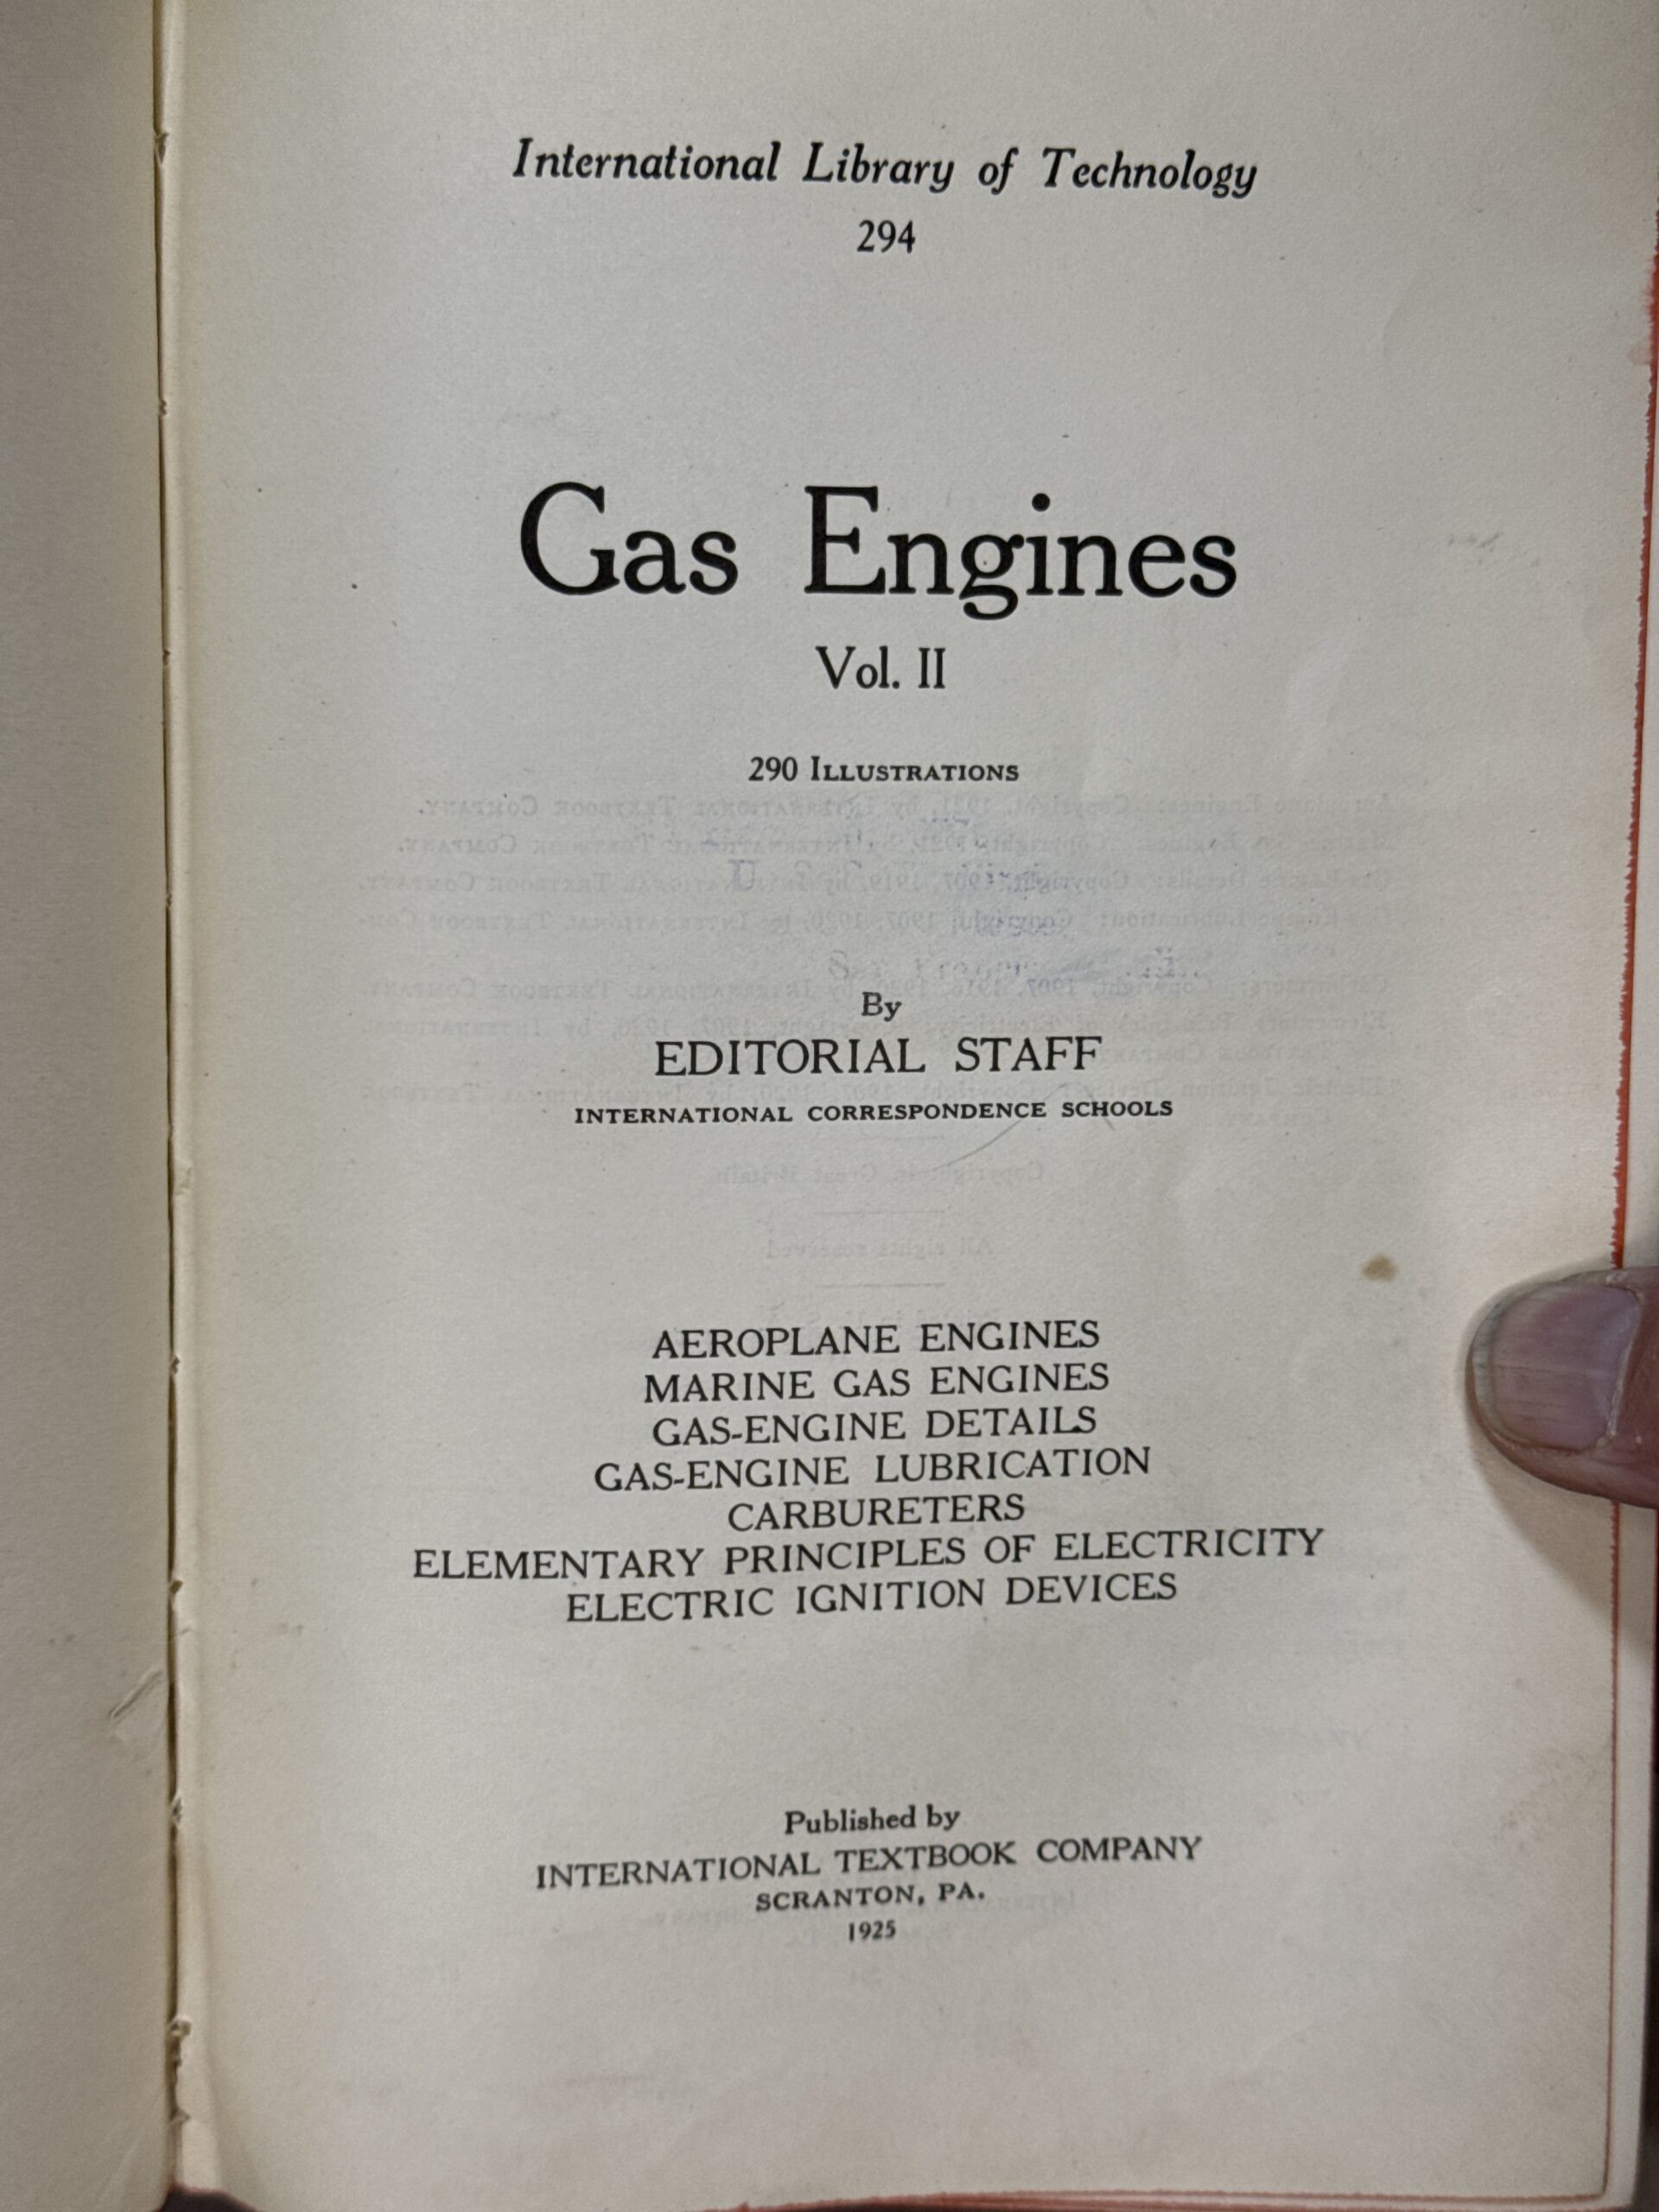 International Library of Technology
294
Gas Engines
Vol. II
290 ILLUSTRATIONS
By
EDITORIAL STAFF
INTERNATIONAL CORRESPONDENCE SCHOOLS
AEROPLANE ENGINES
MARINE GAS ENGINES
GAS-ENGINE DETAILS
GAS-ENGINE LUBRICATION
CARBURETERS
ELEMENTARY PRINCIPLES OF ELECTRICITY
ELECTRIC IGNITION DEVICES
Published by
INTERNATIONAL TEXTBOOK COMPANY
SCRANTON, PA.
1925